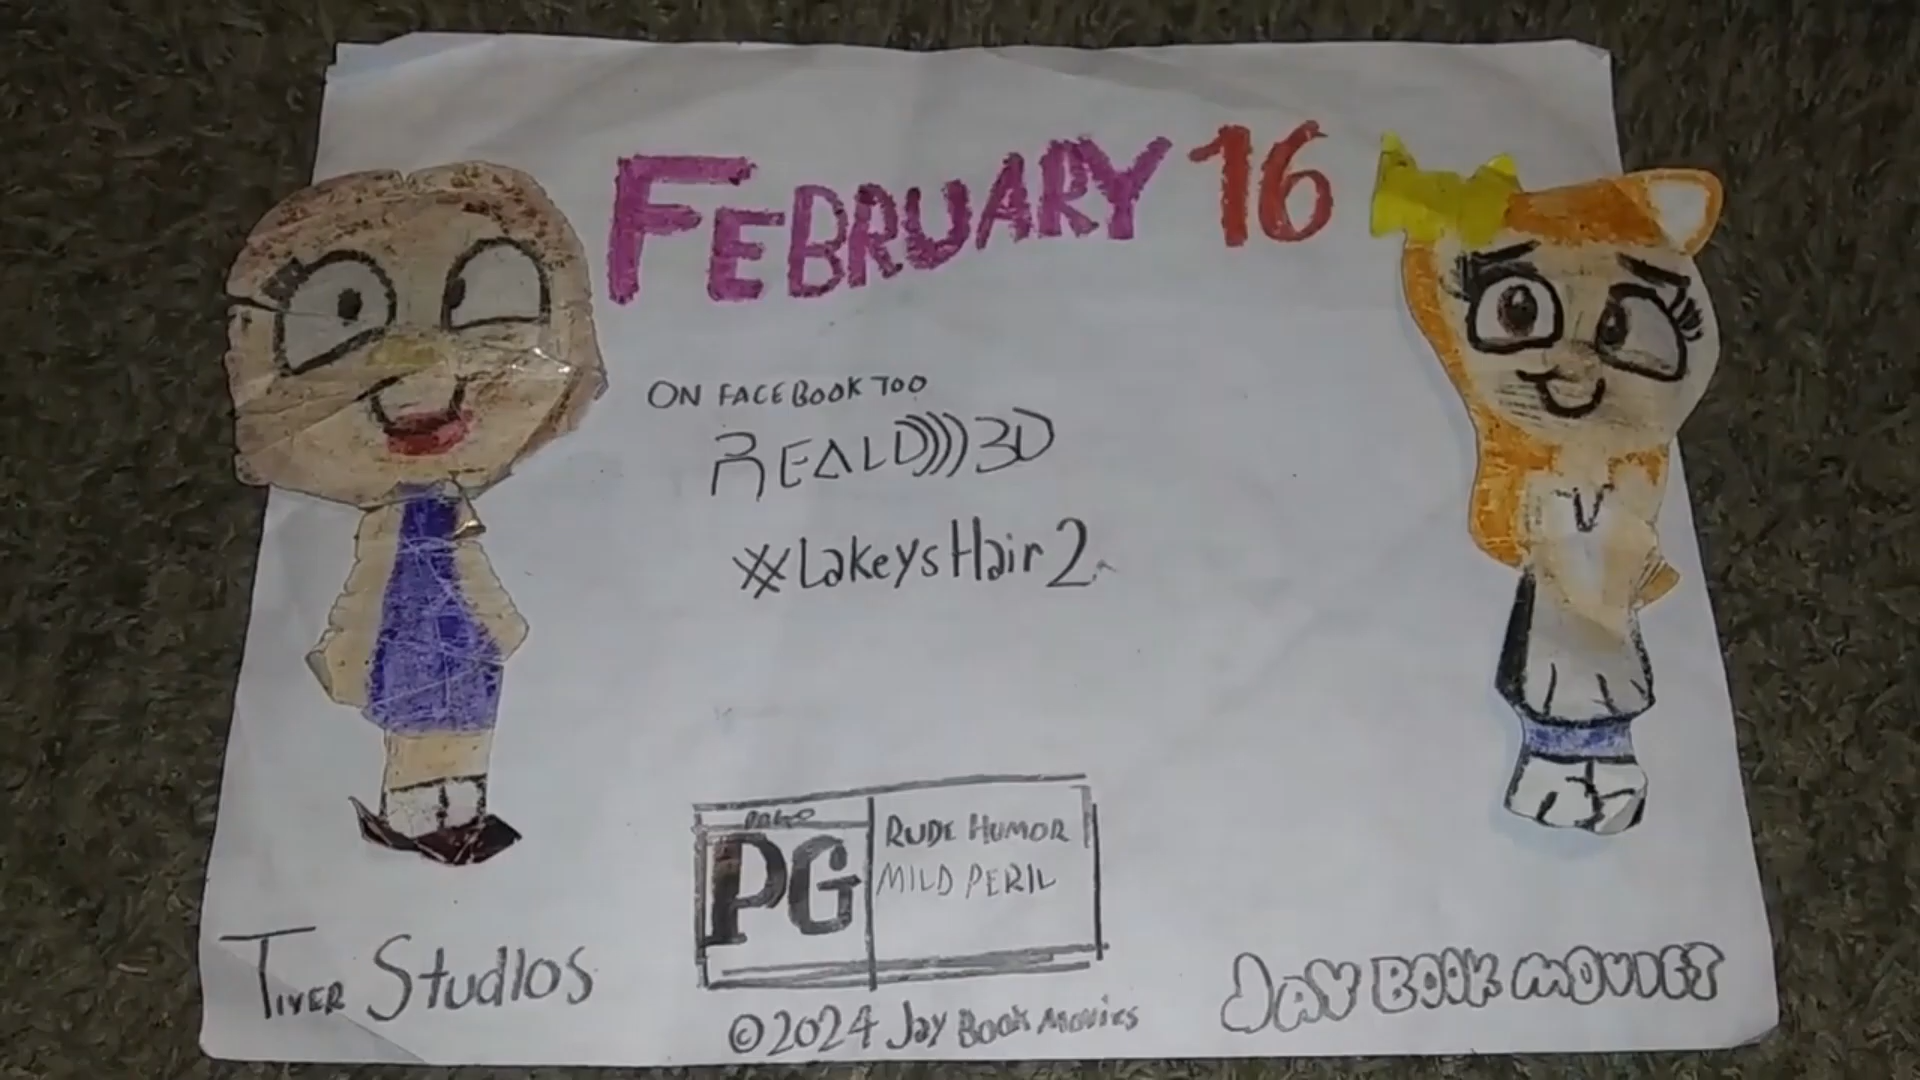 FEBRUARY 16
ON FACEBOOK TOO
REALD))) 3D
#LakeysHair2
PG
RUDE HUMOR
MILD PERIL
TIVER StudIos
©2024 Jay Book Movies
JAY BOOK MOVIES